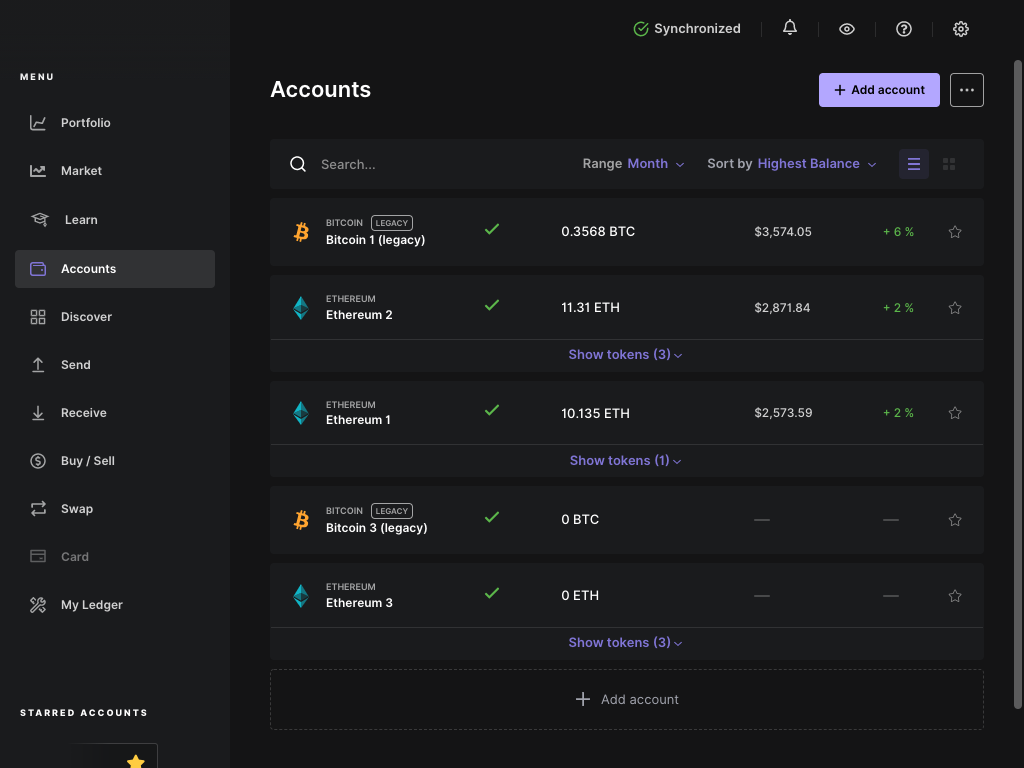 Synchronized
MENU
Portfolio
Market
Learn
Accounts
Discover
Send
Receive
Buy / Sell
Swap
Card
My Ledger
STARRED ACCOUNTS
Accounts
+ Add account
Search...
Range Month
Sort by Highest Balance
BITCOIN LEGACY
Bitcoin 1 (legacy)
0.3568 BTC
$3,574.05
+ 6 %
ETHEREUM
Ethereum 2
11.31 ETH
$2,871.84
+ 2 %
Show tokens (3)
ETHEREUM
Ethereum 1
10.135 ETH
$2,573.59
+ 2 %
Show tokens (1)
BITCOIN LEGACY
Bitcoin 3 (legacy)
0 BTC
—
—
ETHEREUM
Ethereum 3
0 ETH
—
—
Show tokens (3)
+ Add account